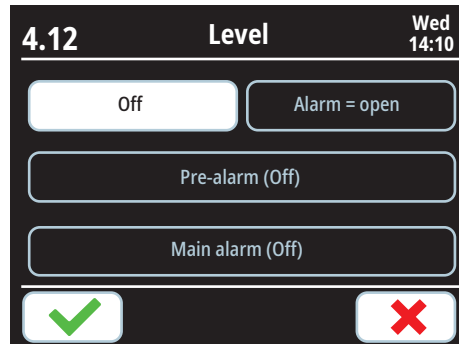 4.12 Level Wed
14:10
Off Alarm = open
Pre-alarm (Off)
Main alarm (Off)